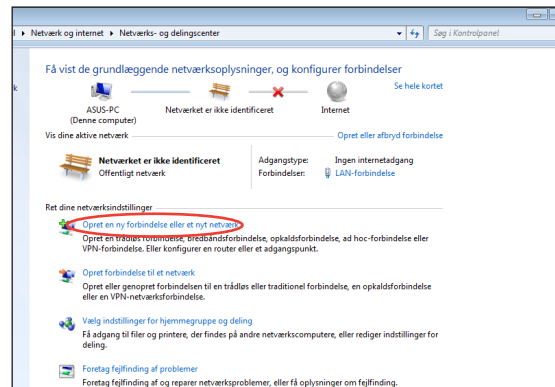 Netværk og internet ▸ Netværks- og delingscenter
Søg i Kontrolpanel
Få vist de grundlæggende netværksoplysninger, og konfigurer forbindelser
Se hele kortet
ASUS-PC
(Denne computer)
Netværket er ikke identificeret
Internet
Vis dine aktive netværk
Opret eller afbryd forbindelse
Netværket er ikke identificeret
Offentligt netværk
Adgangstype: Ingen internetadgang
Forbindelser: LAN-forbindelse
Ret dine netværksindstillinger
Opret en ny forbindelse eller et nyt netværk
Opret en trådløs forbindelse, bredbåndsforbindelse, opkaldsforbindelse, ad hoc-forbindelse eller
VPN-forbindelse. Eller konfigurer en router eller et adgangspunkt.
Opret forbindelse til et netværk
Opret eller genopret forbindelsen til en trådløs eller traditionel forbindelse, en opkaldsforbindelse
eller en VPN-netværksforbindelse.
Vælg indstillinger for hjemmegruppe og deling
Få adgang til filer og printere, der findes på andre netværkscomputere, eller rediger indstillinger for
deling.
Foretag fejlfinding af problemer
Foretag fejlfinding af og reparer netværksproblemer, eller få oplysninger om fejlfinding.